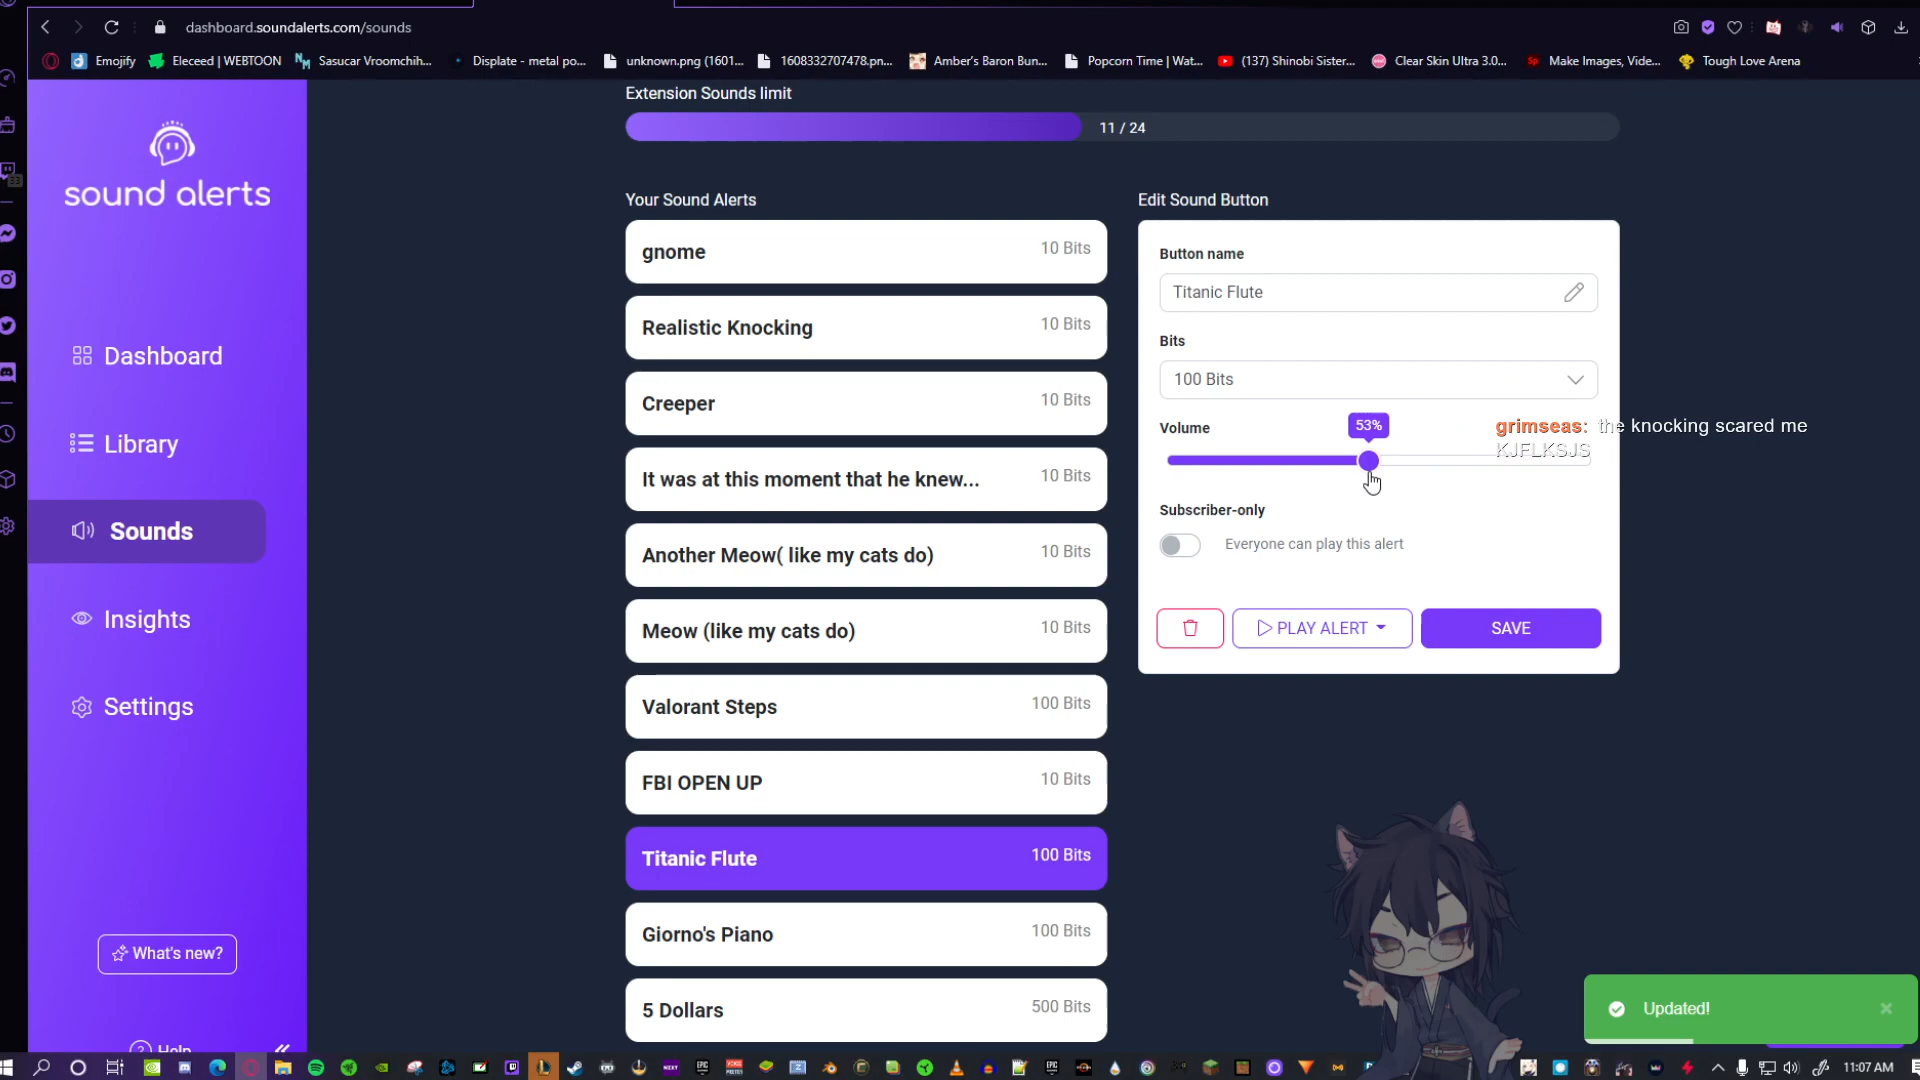 dashboard.soundalerts.com/sounds
Emojify
Eleceed | WEBTOON
Sasucar Vroomchih...
Displate - metal po...
unknown.png (1601...
1608332707478.pn...
Amber's Baron Bun...
Popcorn Time | Wat...
(137) Shinobi Sister...
Clear Skin Ultra 3.0...
Make Images, Vide...
Tough Love Arena
sound alerts
Dashboard
Library
Sounds
Insights
Settings
What's new?
Help
Extension Sounds limit
11 / 24
Your Sound Alerts
gnome 10 Bits
Realistic Knocking 10 Bits
Creeper 10 Bits
It was at this moment that he knew... 10 Bits
Another Meow( like my cats do) 10 Bits
Meow (like my cats do) 10 Bits
Valorant Steps 100 Bits
FBI OPEN UP 10 Bits
Titanic Flute 100 Bits
Giorno's Piano 100 Bits
5 Dollars 500 Bits
Edit Sound Button
Button name
Titanic Flute
Bits
100 Bits
Volume
53%
grimseas: the knocking scared me
KJFLKSJS
Subscriber-only
Everyone can play this alert
PLAY ALERT
SAVE
Updated!
11:07 AM